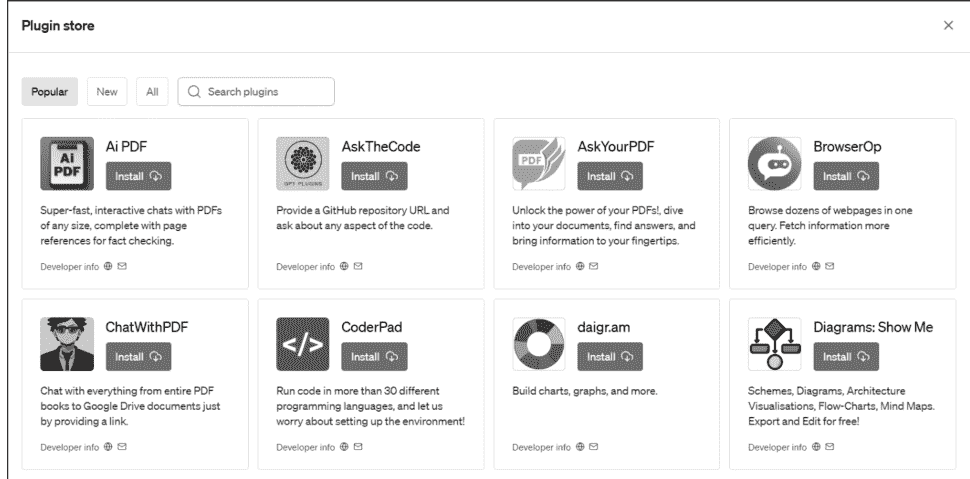 Plugin store
Popular
New
All
Search plugins
Ai PDF
AI
PDF
Install
Super-fast, interactive chats with PDFs
of any size, complete with page
references for fact checking.
Developer info
AskTheCode
GPT PLUGINS
Install
Provide a GitHub repository URL and
ask about any aspect of the code.
Developer info
AskYourPDF
PDF
Install
Unlock the power of your PDFs!, dive
into your documents, find answers, and
bring information to your fingertips.
Developer info
BrowserOp
Install
Browse dozens of webpages in one
query. Fetch information more
efficiently.
Developer info
ChatWithPDF
Install
Chat with everything from entire PDF
books to Google Drive documents just
by providing a link.
Developer info
CoderPad
</>
Install
Run code in more than 30 different
programming languages, and let us
worry about setting up the environment!
Developer info
daigr.am
Install
Build charts, graphs, and more.
Developer info
Diagrams: Show Me
Install
Schemes, Diagrams, Architecture
Visualisations, Flow-Charts, Mind Maps.
Export and Edit for free!
Developer info